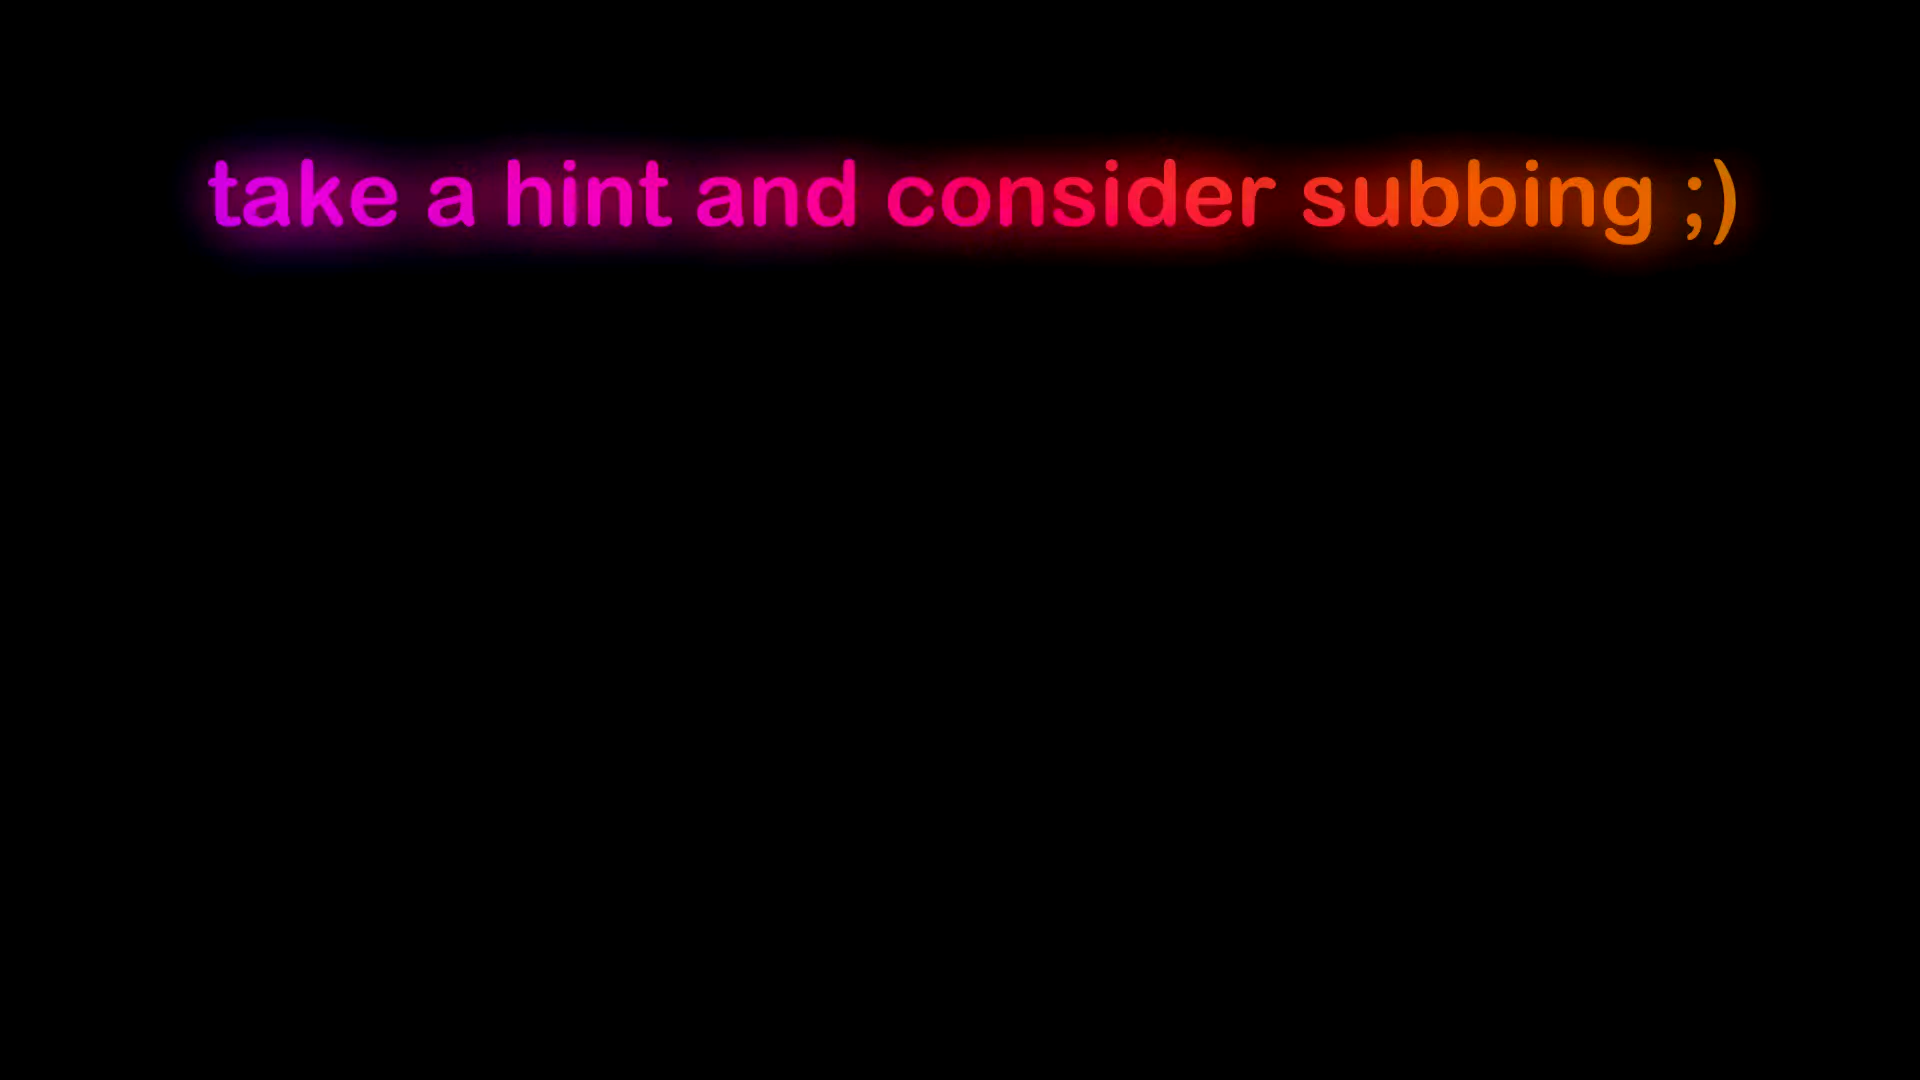 take a hint and consider subbing ;)